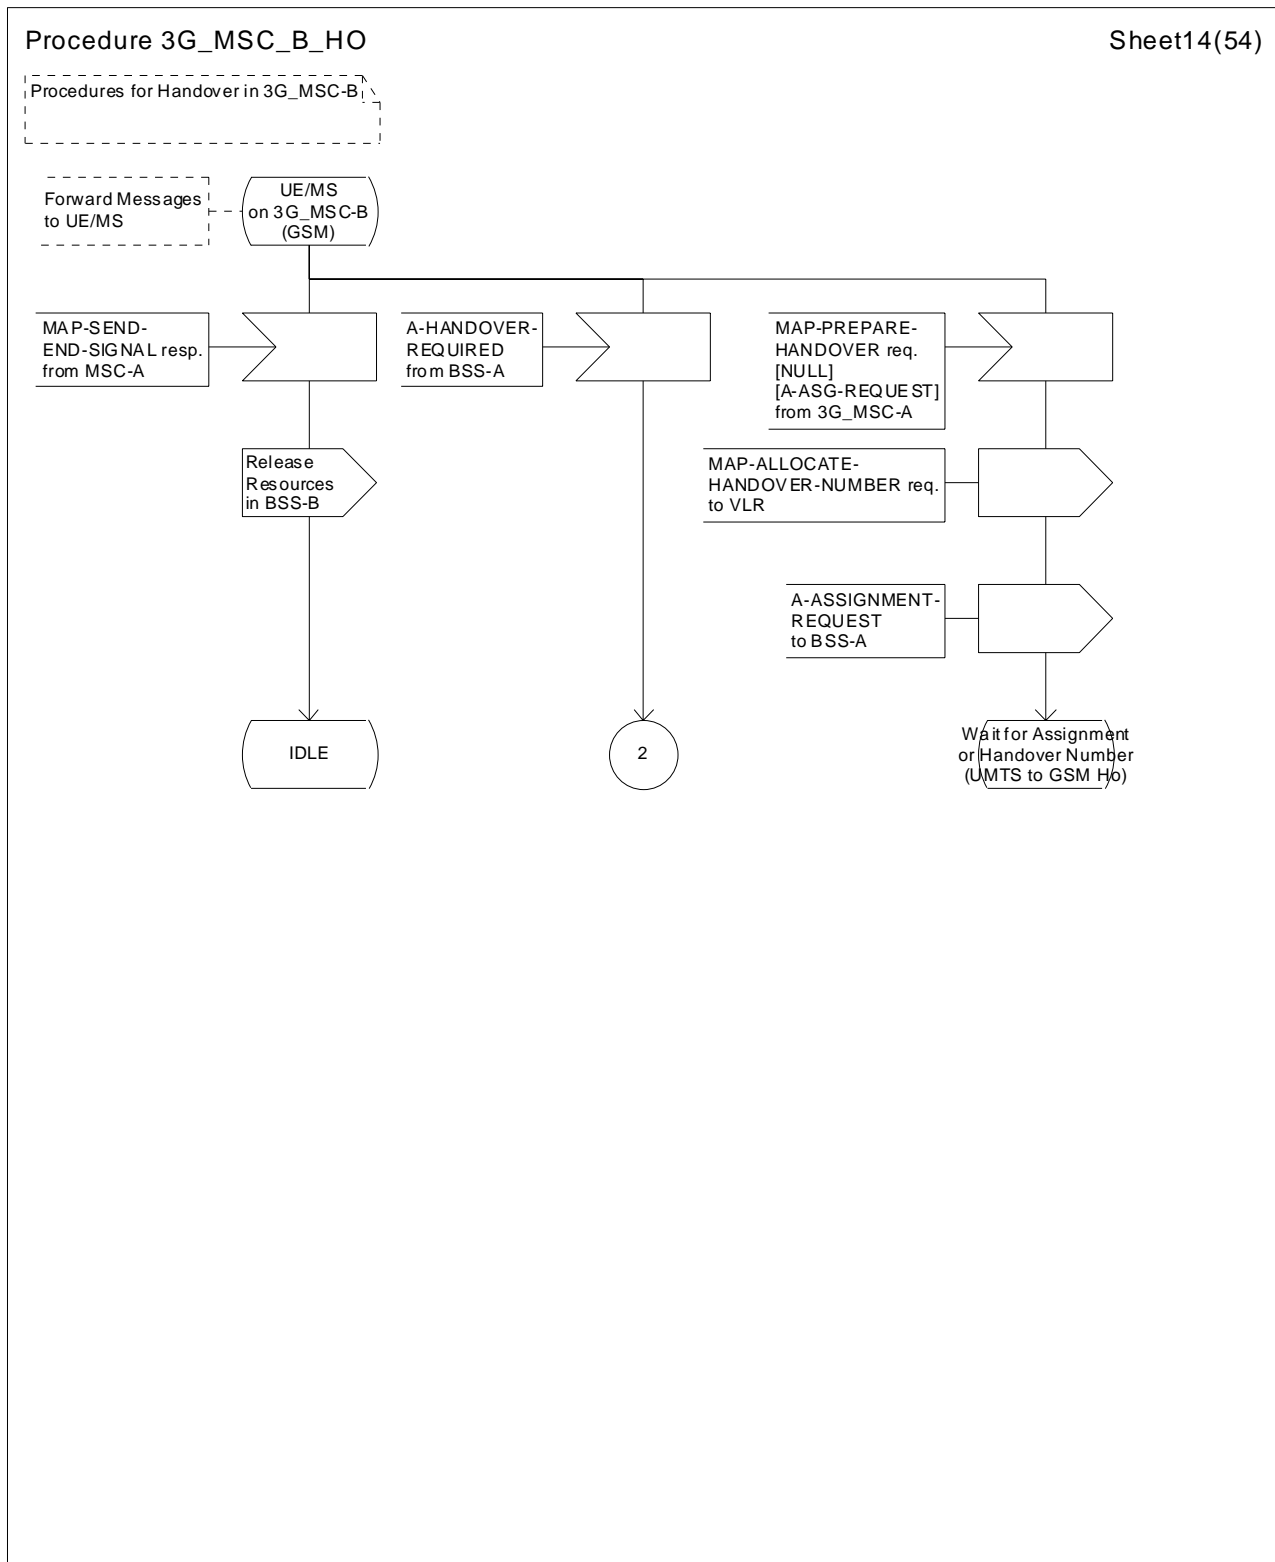 Procedure 3G_MSC_B_HO
Sheet14(54)
Procedures for Handover in 3G_MSC-B
Forward Messages
to UE/MS
UE/MS
on 3G_MSC-B
(GSM)
MAP-SEND-
END-SIGNAL resp.
from MSC-A
A-HANDOVER-
REQUIRED
from BSS-A
MAP-PREPARE-
HANDOVER req.
[NULL]
[A-ASG-REQUEST]
from 3G_MSC-A
Release
Resources
in BSS-B
MAP-ALLOCATE-
HANDOVER-NUMBER req.
to VLR
A-ASSIGNMENT-
REQUEST
to BSS-A
IDLE
2
Wait for Assignment
or Handover Number
(UMTS to GSM Ho)